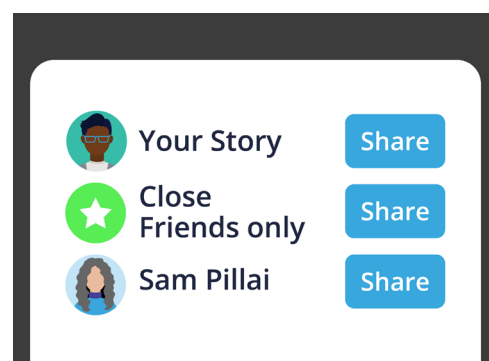 Your Story
Share
Close
Friends only
Share
Sam Pillai
Share